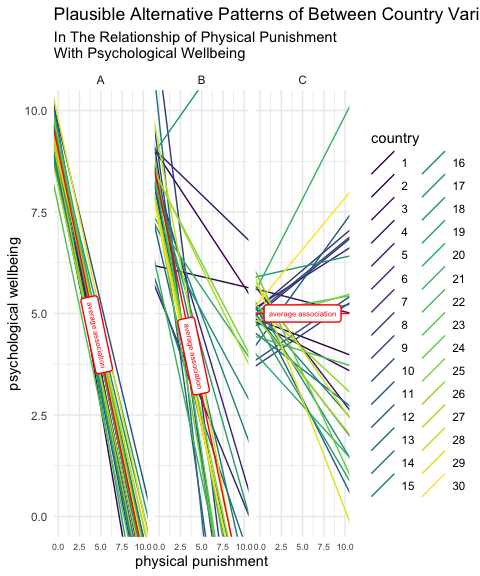 Plausible Alternative Patterns of Between Country Vari
In The Relationship of Physical Punishment
With Psychological Wellbeing
A B C
10.0
7.5
5.0
2.5
0.0
psychological wellbeing
average association
average association
average association
0.0 2.5 5.0 7.5 10.0 0.0 2.5 5.0 7.5 10.0 0.0 2.5 5.0 7.5 10.0
physical punishment
country
1 16
2 17
3 18
4 19
5 20
6 21
7 22
8 23
9 24
10 25
11 26
12 27
13 28
14 29
15 30